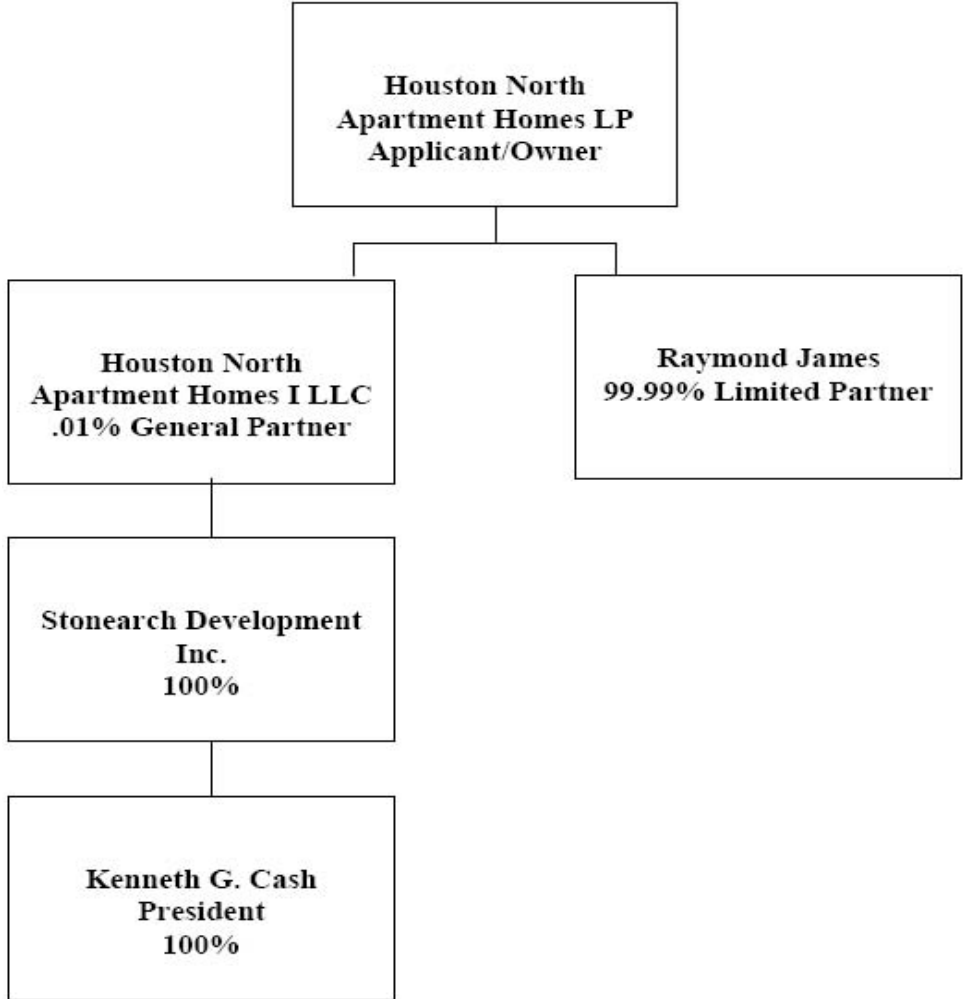 Houston North
Apartment Homes LP
Applicant/Owner
Houston North
Apartment Homes I LLC
.01% General Partner
Raymond James
99.99% Limited Partner
Stonearch Development
Inc.
100%
Kenneth G. Cash
President
100%